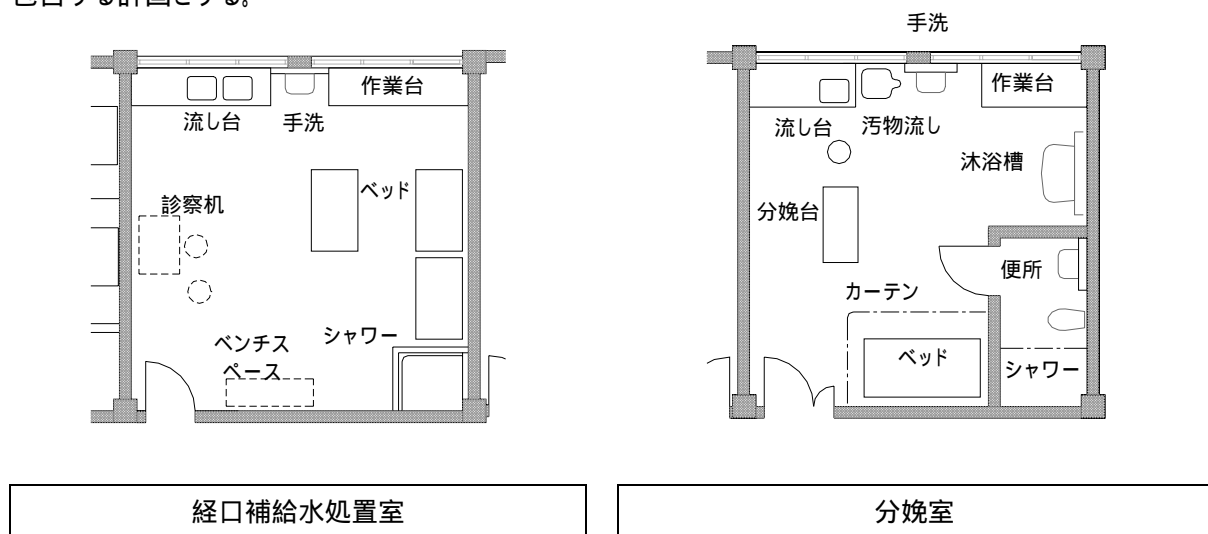 手洗
作業台
流し台
手洗
ベッド
診察机
シャワー
ベンチス
ペース
作業台
流し台
汚物流し
沐浴槽
分娩台
便所
カーテン
ベッド
シャワー
経口補給水処置室
分娩室